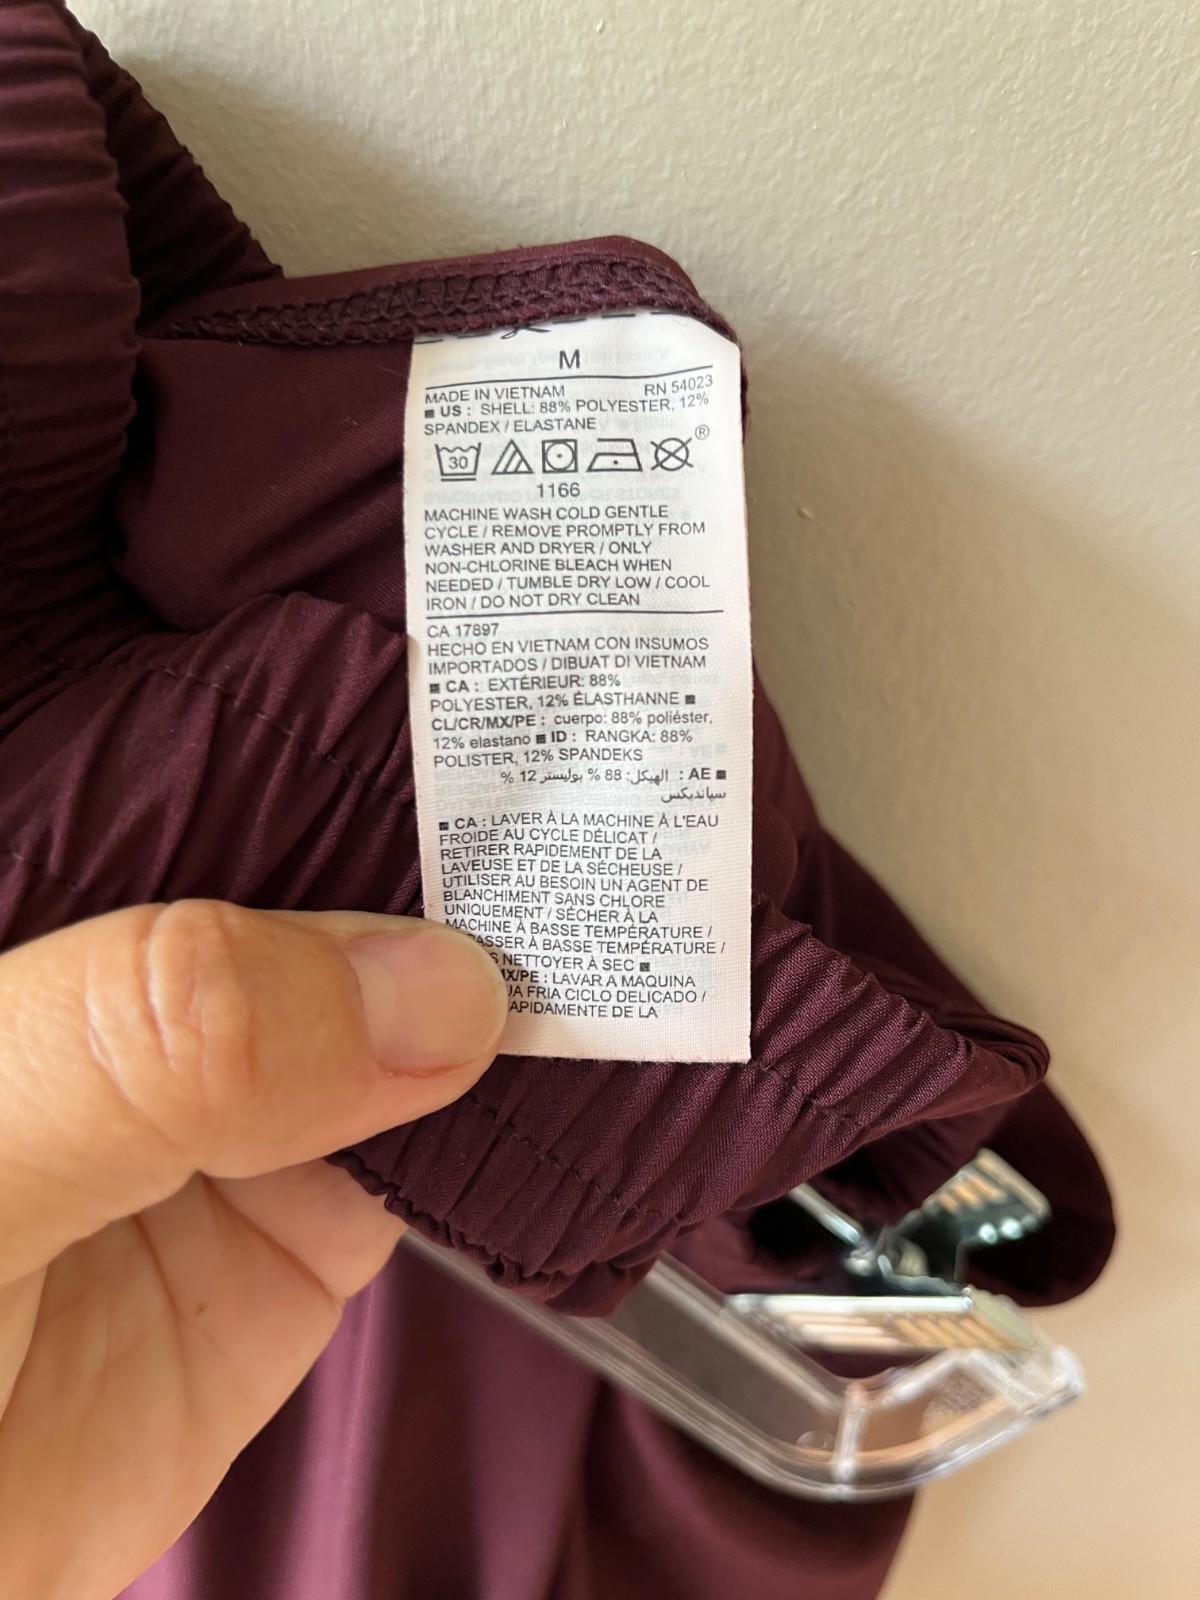 M
MADE IN VIETNAM RN 54023
■ US : SHELL: 88% POLYESTER, 12%
SPANDEX / ELASTANE
30 ®
1166
MACHINE WASH COLD GENTLE
CYCLE / REMOVE PROMPTLY FROM
WASHER AND DRYER / ONLY
NON-CHLORINE BLEACH WHEN
NEEDED / TUMBLE DRY LOW / COOL
IRON / DO NOT DRY CLEAN
CA 17897
HECHO EN VIETNAM CON INSUMOS
IMPORTADOS / DIBUAT DI VIETNAM
■ CA : EXTÉRIEUR: 88%
POLYESTER, 12% ÉLASTHANNE ■
CL/CR/MX/PE : cuerpo: 88% poliéster,
12% elastano ■ ID : RANGKA: 88%
POLISTER, 12% SPANDEKS
■ AE : الهيكل: 88 % بوليستر 12 %
سباندیکس
■ CA : LAVER À LA MACHINE À L'EAU
FROIDE AU CYCLE DÉLICAT /
RETIRER RAPIDEMENT DE LA
LAVEUSE ET DE LA SÉCHEUSE /
UTILISER AU BESOIN UN AGENT DE
BLANCHIMENT SANS CHLORE
UNIQUEMENT / SÉCHER À LA
MACHINE À BASSE TEMPÉRATURE /
ASSER À BASSE TEMPÉRATURE /
S NETTOYER À SEC ■
MX/PE : LAVAR A MAQUINA
UA FRIA CICLO DELICADO /
APIDAMENTE DE LA